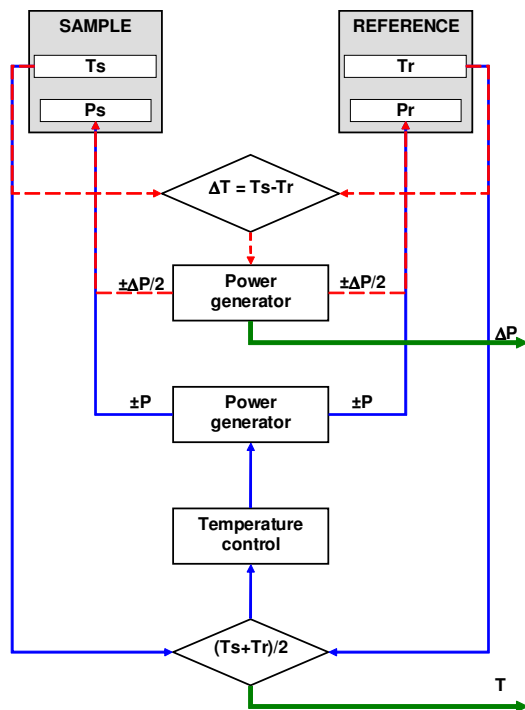 SAMPLE
REFERENCE
Ts
Tr
Ps
Pr
ΔT = Ts-Tr
±ΔP/2
Power
generator
±ΔP/2
ΔP
±P
Power
generator
±P
Temperature
control
(Ts+Tr)/2
T